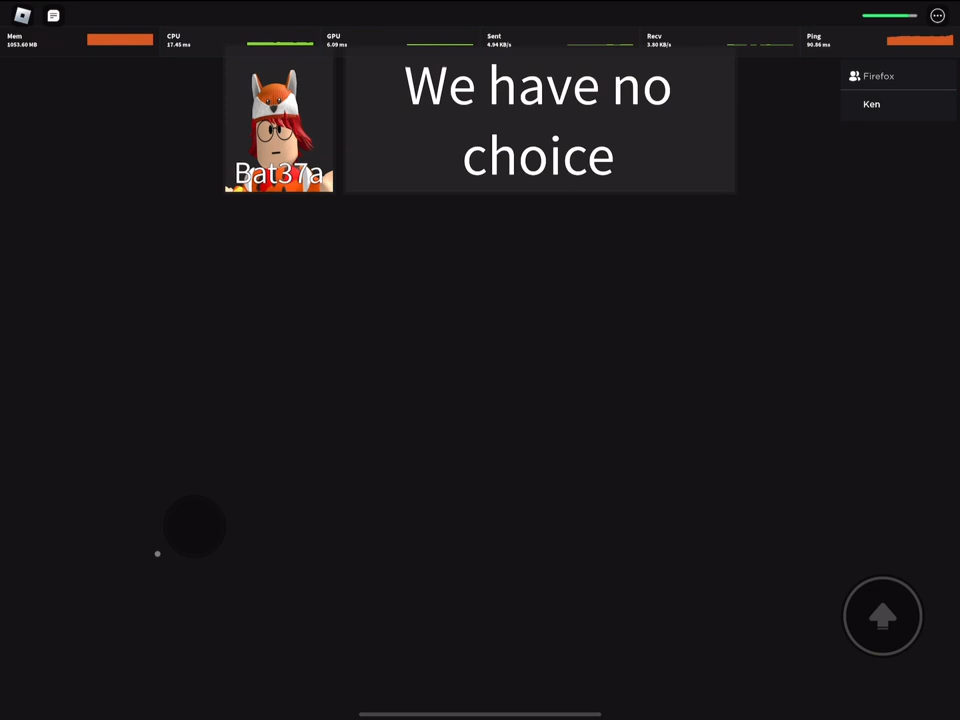 Mem
1053.60 MB
CPU
17.45 ms
GPU
6.09 ms
Sent
4.94 KB/s
Recv
3.80 KB/s
Ping
90.86 ms
Bat37a
We have no
choice
Firefox
Ken